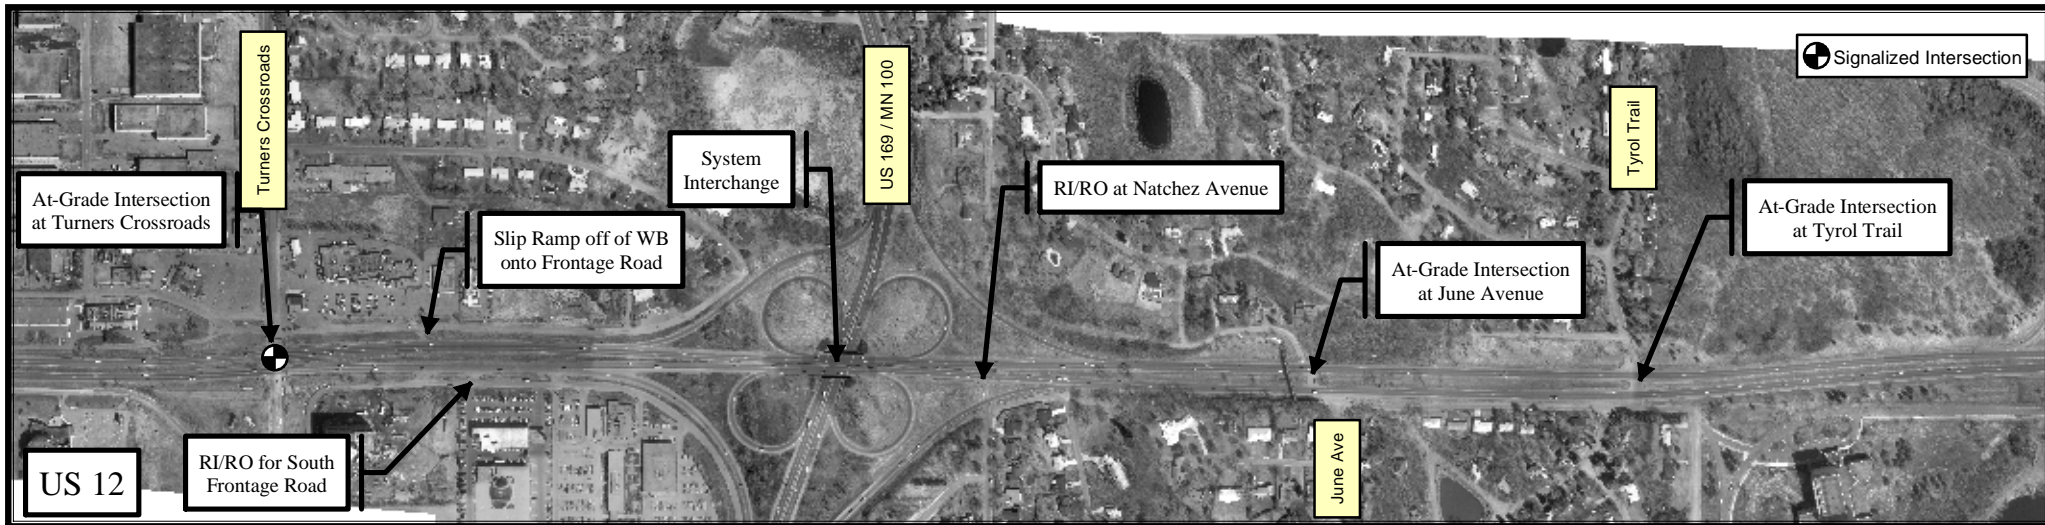 Signalized Intersection
Turners Crossroads
US 169 / MN 100
Tyrol Trail
June Ave
At-Grade Intersection
at Turners Crossroads
Slip Ramp off of WB
onto Frontage Road
System
Interchange
RI/RO at Natchez Avenue
At-Grade Intersection
at June Avenue
At-Grade Intersection
at Tyrol Trail
RI/RO for South
Frontage Road
US 12